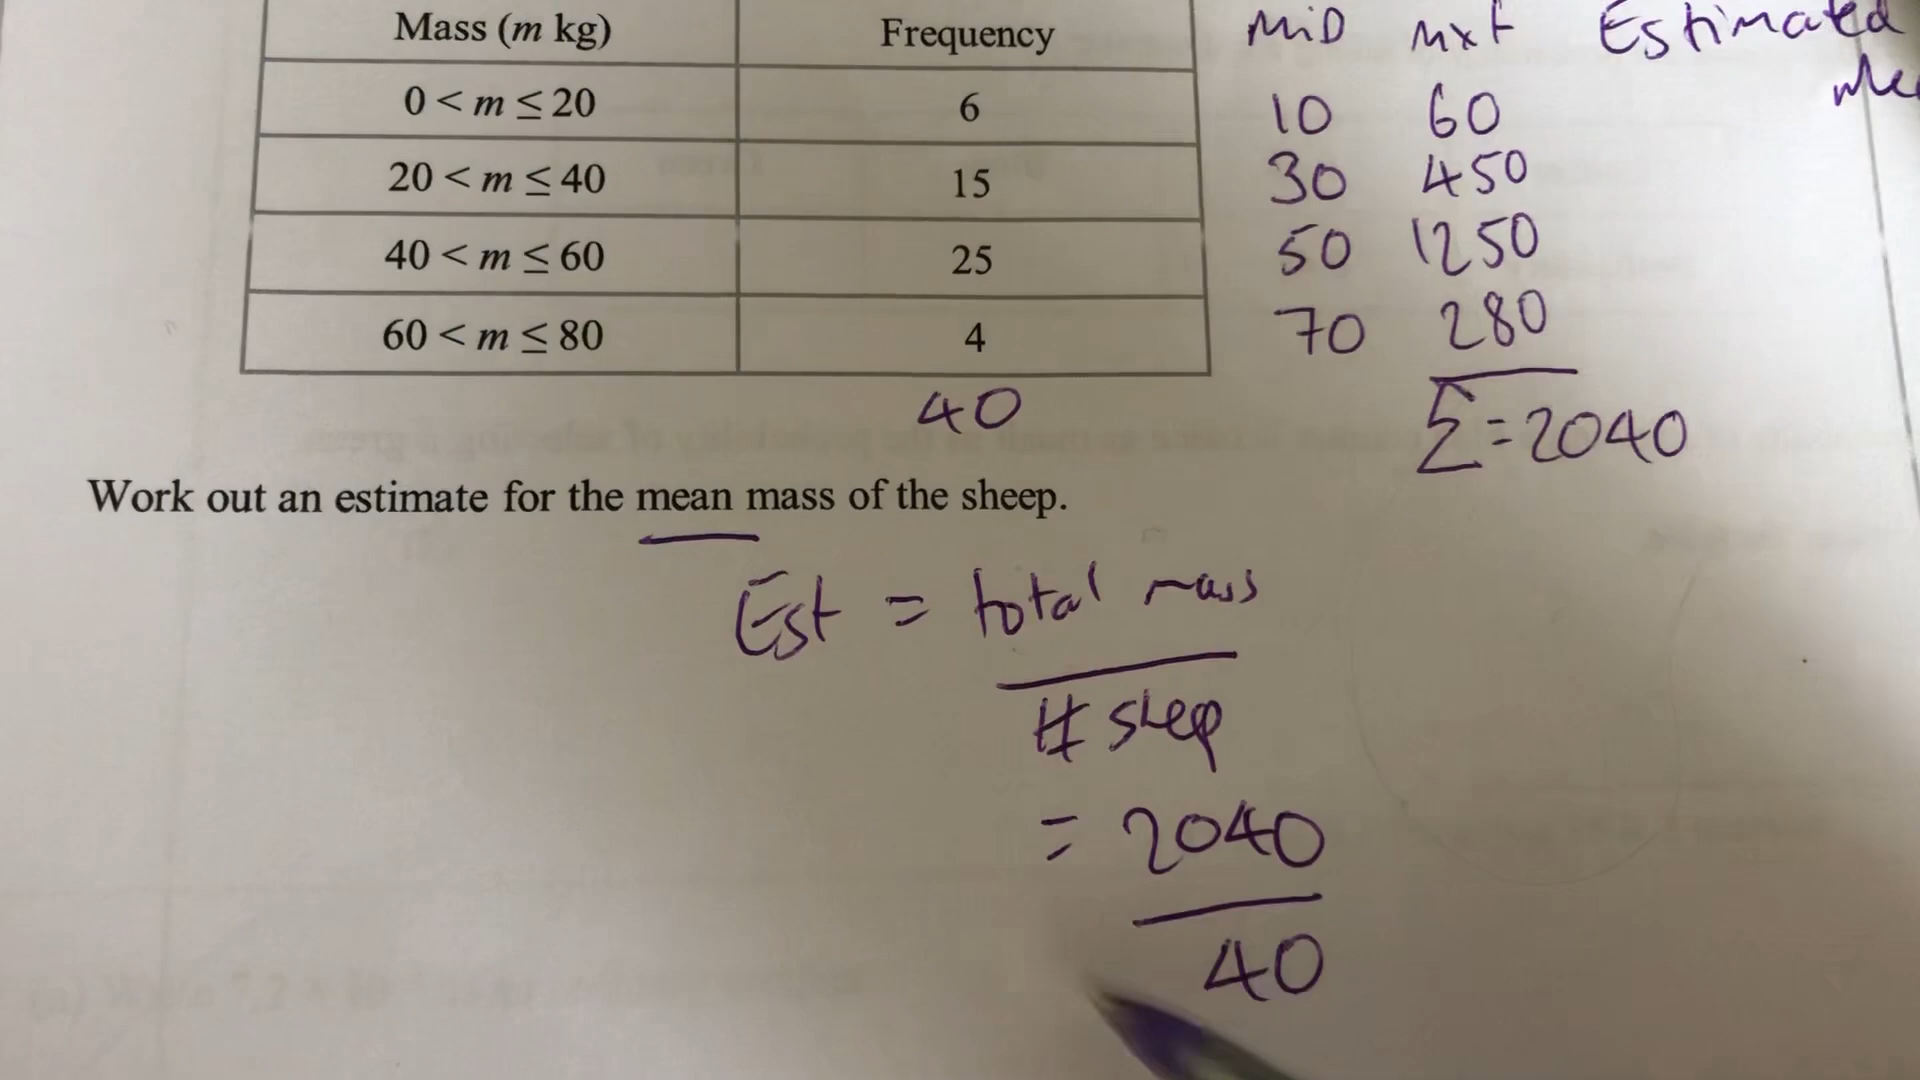 Mass (m kg) Frequency MiD Mxf Estimated
0 < m ≤ 20 6 10 60
20 < m ≤ 40 15 30 450
40 < m ≤ 60 25 50 1250
60 < m ≤ 80 4 70 280
40 Σ=2040
Work out an estimate for the mean mass of the sheep.
Est = total mass
# sheep
= 2040
40